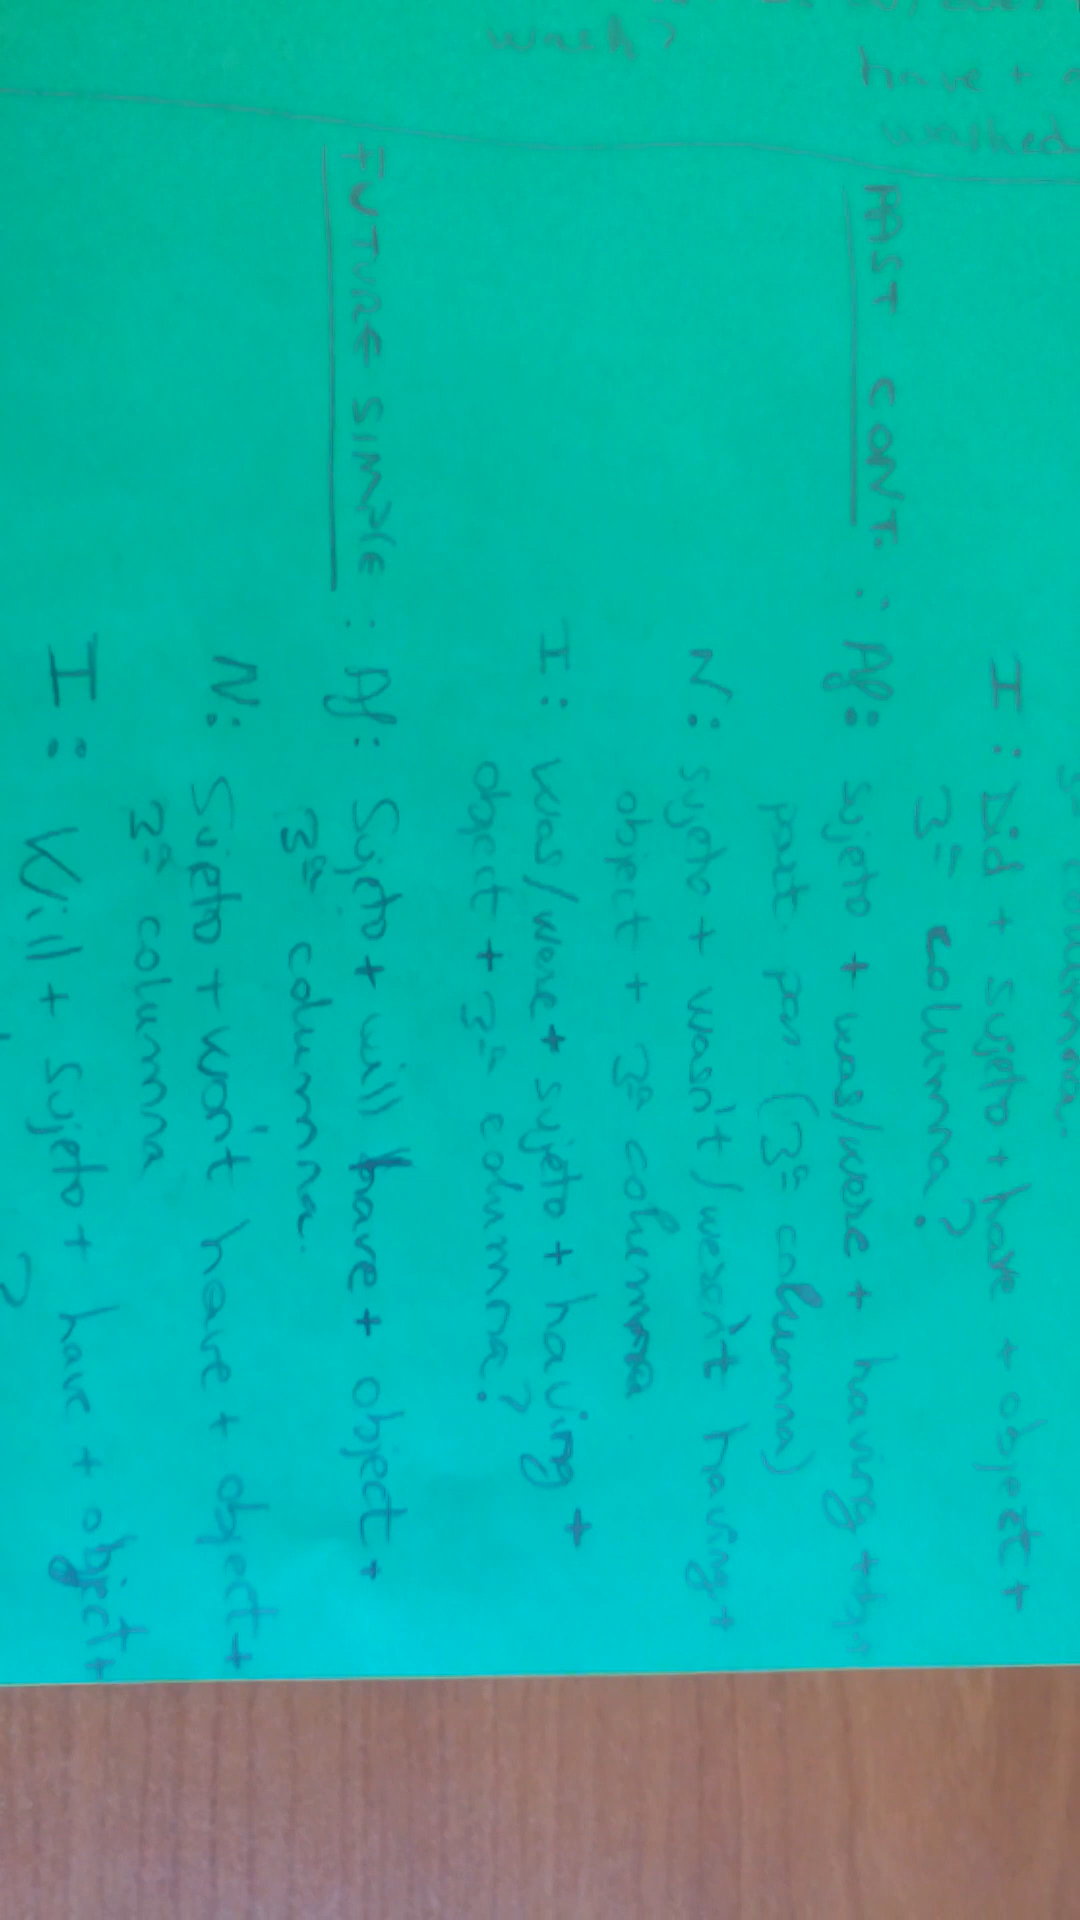 have +
washed
wash?
columna.
I: Did + sujeto + have + object +
3ª columna?
PAST CONT.: Af: sujeto + was/were + having +
part. pas (3ª columna)
N: sujeto + wasn't/weren't having +
object + 3ª columna
I: Was/were + sujeto + having +
object + 3ª columna?
FUTURE SIMPLE: Af: Sujeto + will have + object +
3ª columna.
N: Sujeto + won't have + object +
3ª columna
I: Will + sujeto + have + object +
?